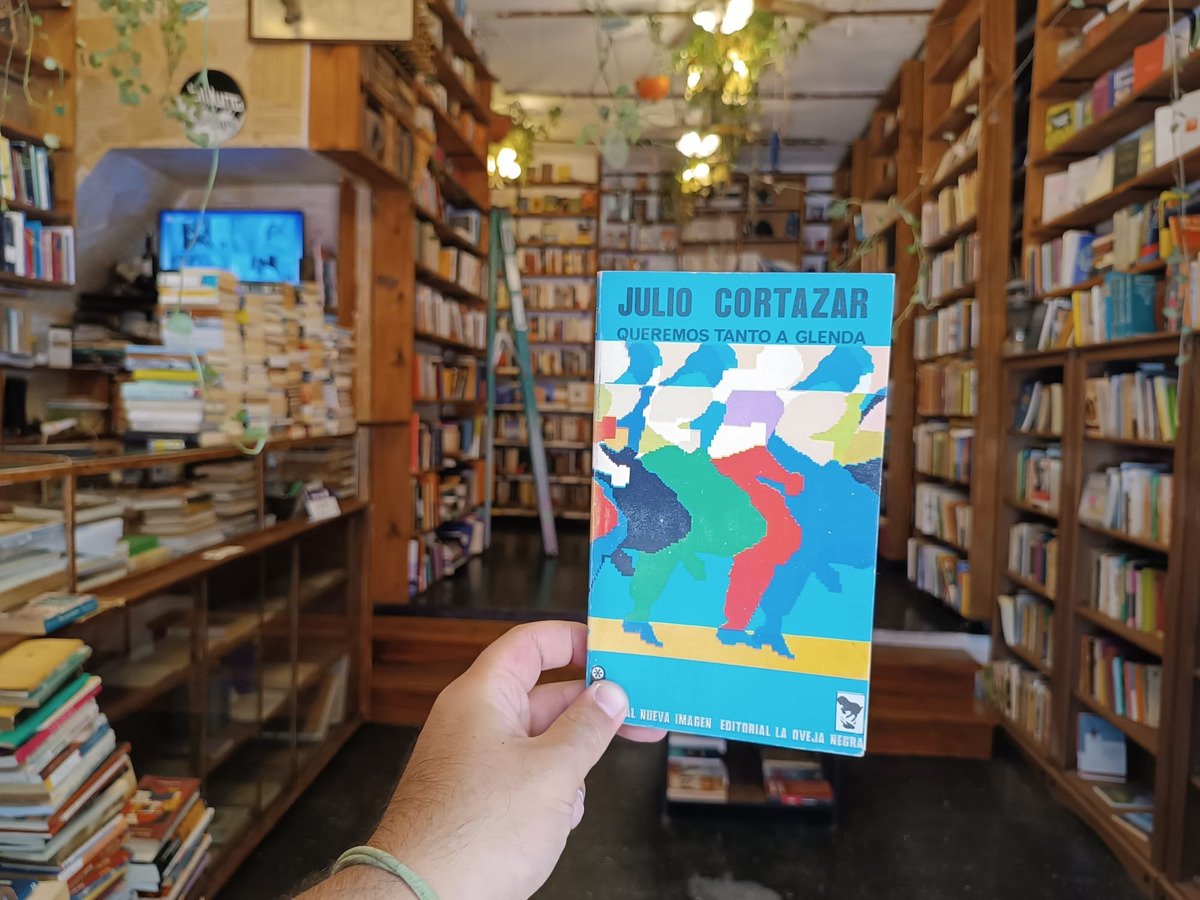 JULIO CORTAZAR
QUEREMOS TANTO A GLENDA
AL NUEVA IMAGEN EDITORIAL LA OVEJA NEGRA